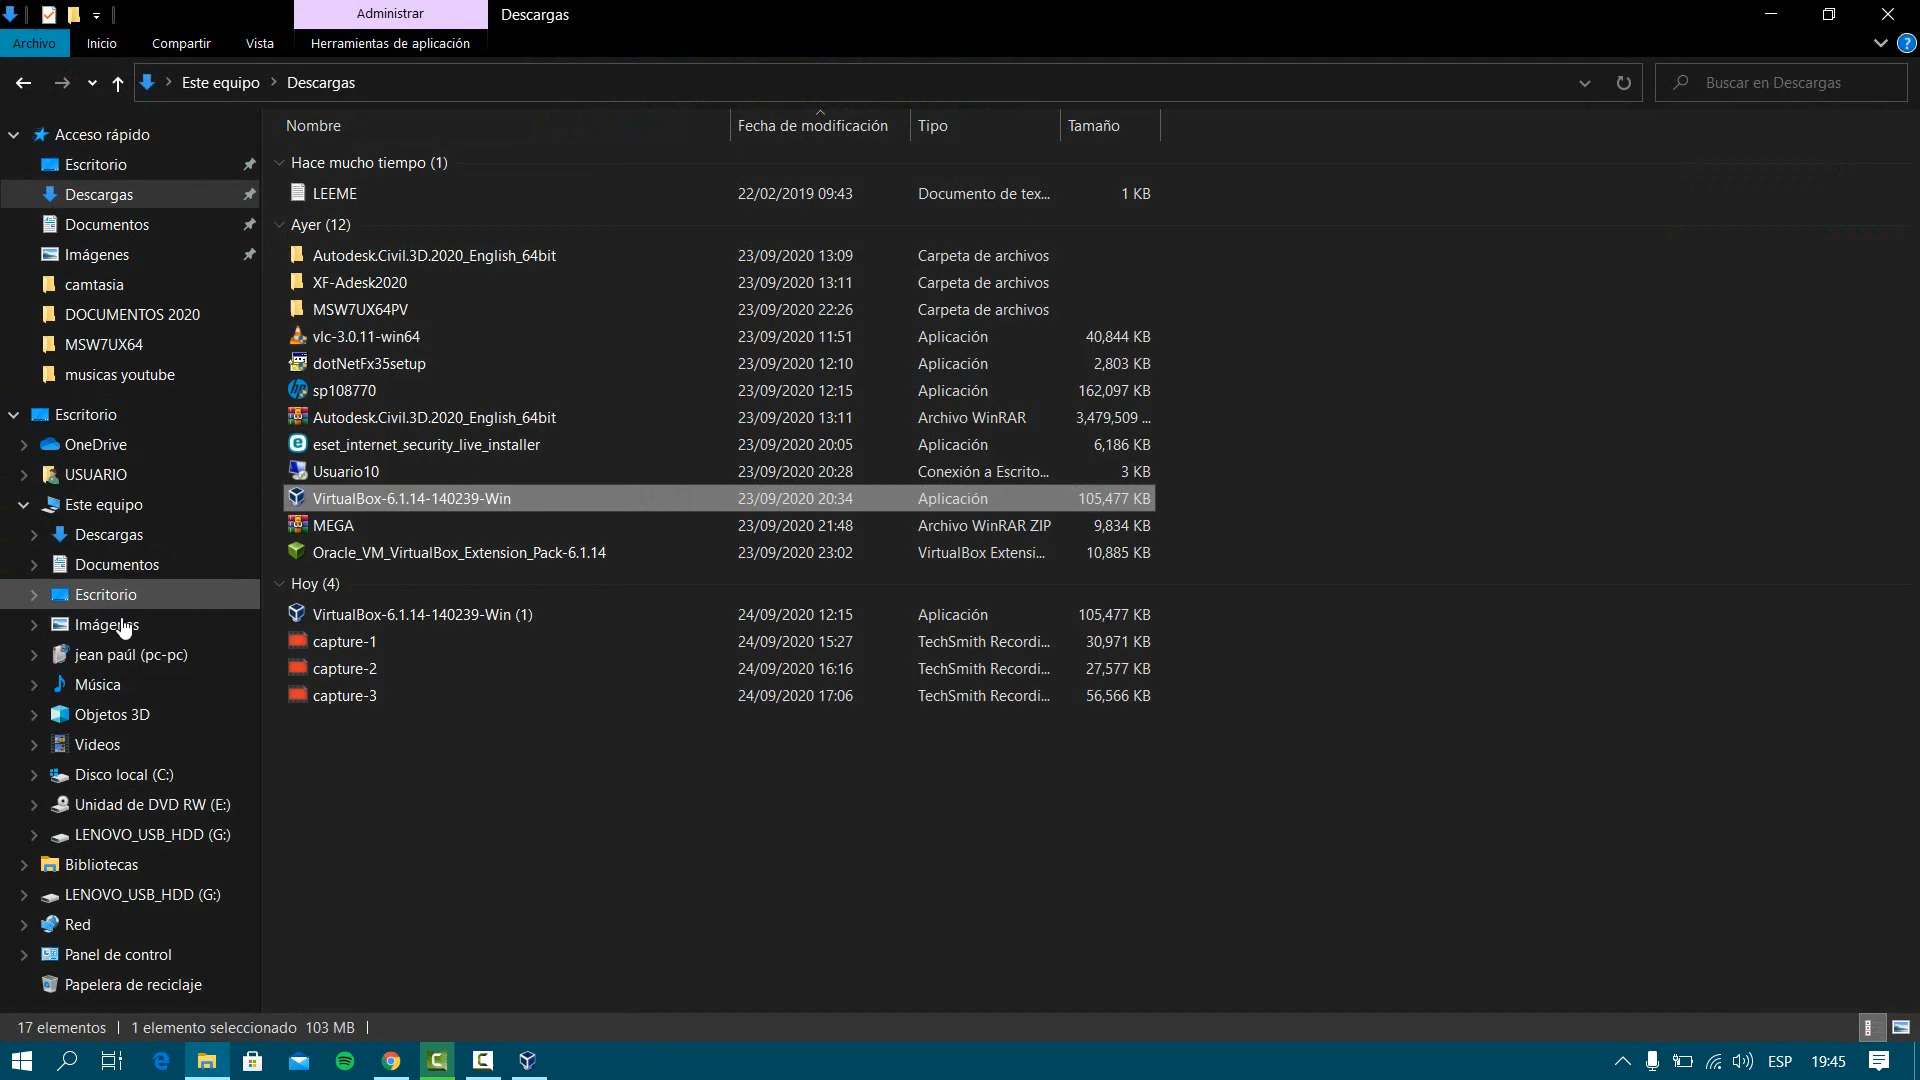 Administrar
Descargas
Archivo
Inicio
Compartir
Vista
Herramientas de aplicación
Este equipo
Descargas
Buscar en Descargas
Acceso rápido
Escritorio
Descargas
Documentos
Imágenes
camtasia
DOCUMENTOS 2020
MSW7UX64
musicas youtube
Escritorio
OneDrive
USUARIO
Este equipo
Descargas
Documentos
Escritorio
Imágenes
jean paúl (pc-pc)
Música
Objetos 3D
Videos
Disco local (C:)
Unidad de DVD RW (E:)
LENOVO_USB_HDD (G:)
Bibliotecas
LENOVO_USB_HDD (G:)
Red
Panel de control
Papelera de reciclaje
Nombre Fecha de modificación Tipo Tamaño
Hace mucho tiempo (1)
LEEME 22/02/2019 09:43 Documento de tex... 1 KB
Ayer (12)
Autodesk.Civil.3D.2020_English_64bit 23/09/2020 13:09 Carpeta de archivos
XF-Adesk2020 23/09/2020 13:11 Carpeta de archivos
MSW7UX64PV 23/09/2020 22:26 Carpeta de archivos
vlc-3.0.11-win64 23/09/2020 11:51 Aplicación 40,844 KB
dotNetFx35setup 23/09/2020 12:10 Aplicación 2,803 KB
sp108770 23/09/2020 12:15 Aplicación 162,097 KB
Autodesk.Civil.3D.2020_English_64bit 23/09/2020 13:11 Archivo WinRAR 3,479,509 ...
eset_internet_security_live_installer 23/09/2020 20:05 Aplicación 6,186 KB
Usuario10 23/09/2020 20:28 Conexión a Escrito... 3 KB
VirtualBox-6.1.14-140239-Win 23/09/2020 20:34 Aplicación 105,477 KB
MEGA 23/09/2020 21:48 Archivo WinRAR ZIP 9,834 KB
Oracle_VM_VirtualBox_Extension_Pack-6.1.14 23/09/2020 23:02 VirtualBox Extensi... 10,885 KB
Hoy (4)
VirtualBox-6.1.14-140239-Win (1) 24/09/2020 12:15 Aplicación 105,477 KB
capture-1 24/09/2020 15:27 TechSmith Recordi... 30,971 KB
capture-2 24/09/2020 16:16 TechSmith Recordi... 27,577 KB
capture-3 24/09/2020 17:06 TechSmith Recordi... 56,566 KB
17 elementos 1 elemento seleccionado 103 MB
ESP 19:45